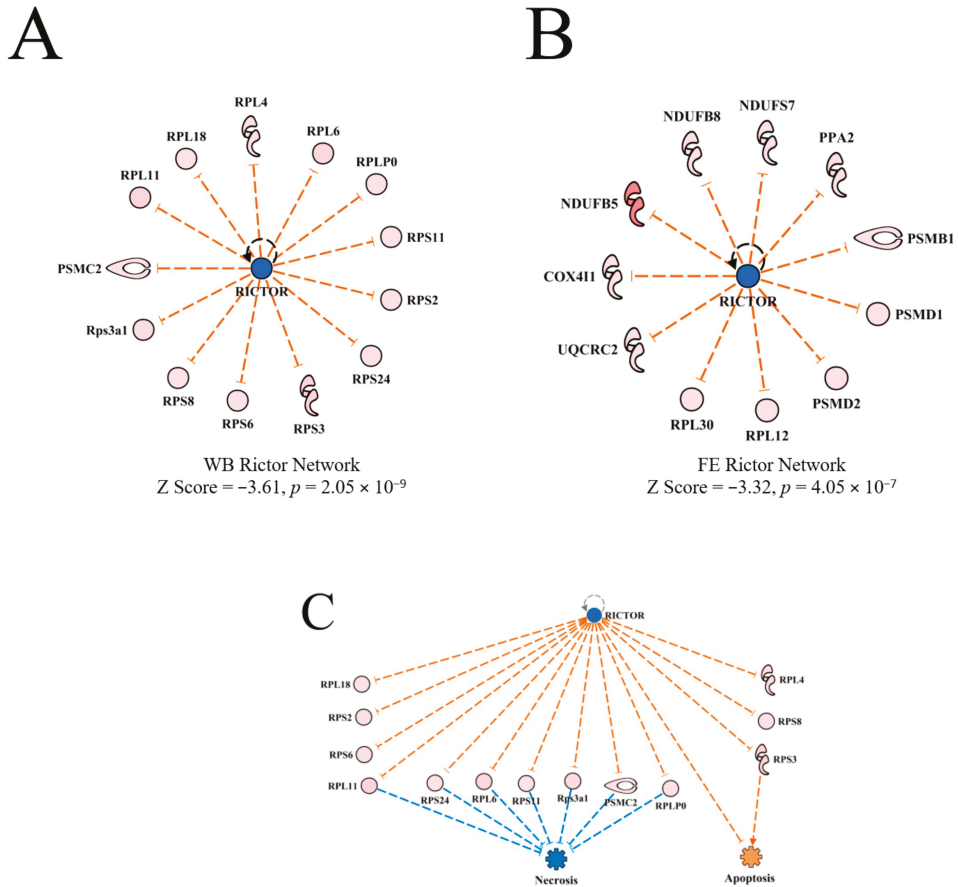 A
B
RPL4
RPL18
RPL6
RPL11
RPLP0
RPS11
PSMC2
RICTOR
RPS2
Rps3a1
RPS24
RPS8
RPS6
RPS3
WB Rictor Network
Z Score = −3.61, p = 2.05 × 10⁻⁹
NDUFS7
NDUFB8
PPA2
NDUFB5
PSMB1
COX4I1
RICTOR
PSMD1
UQCRC2
PSMD2
RPL30
RPL12
FE Rictor Network
Z Score = −3.32, p = 4.05 × 10⁻⁷
C
RICTOR
RPL18
RPL4
RPS2
RPS8
RPS6
RPS3
RPL11
RPS24
RPL6
RPS11
Rps3a1
PSMC2
RPLP0
Necrosis
Apoptosis